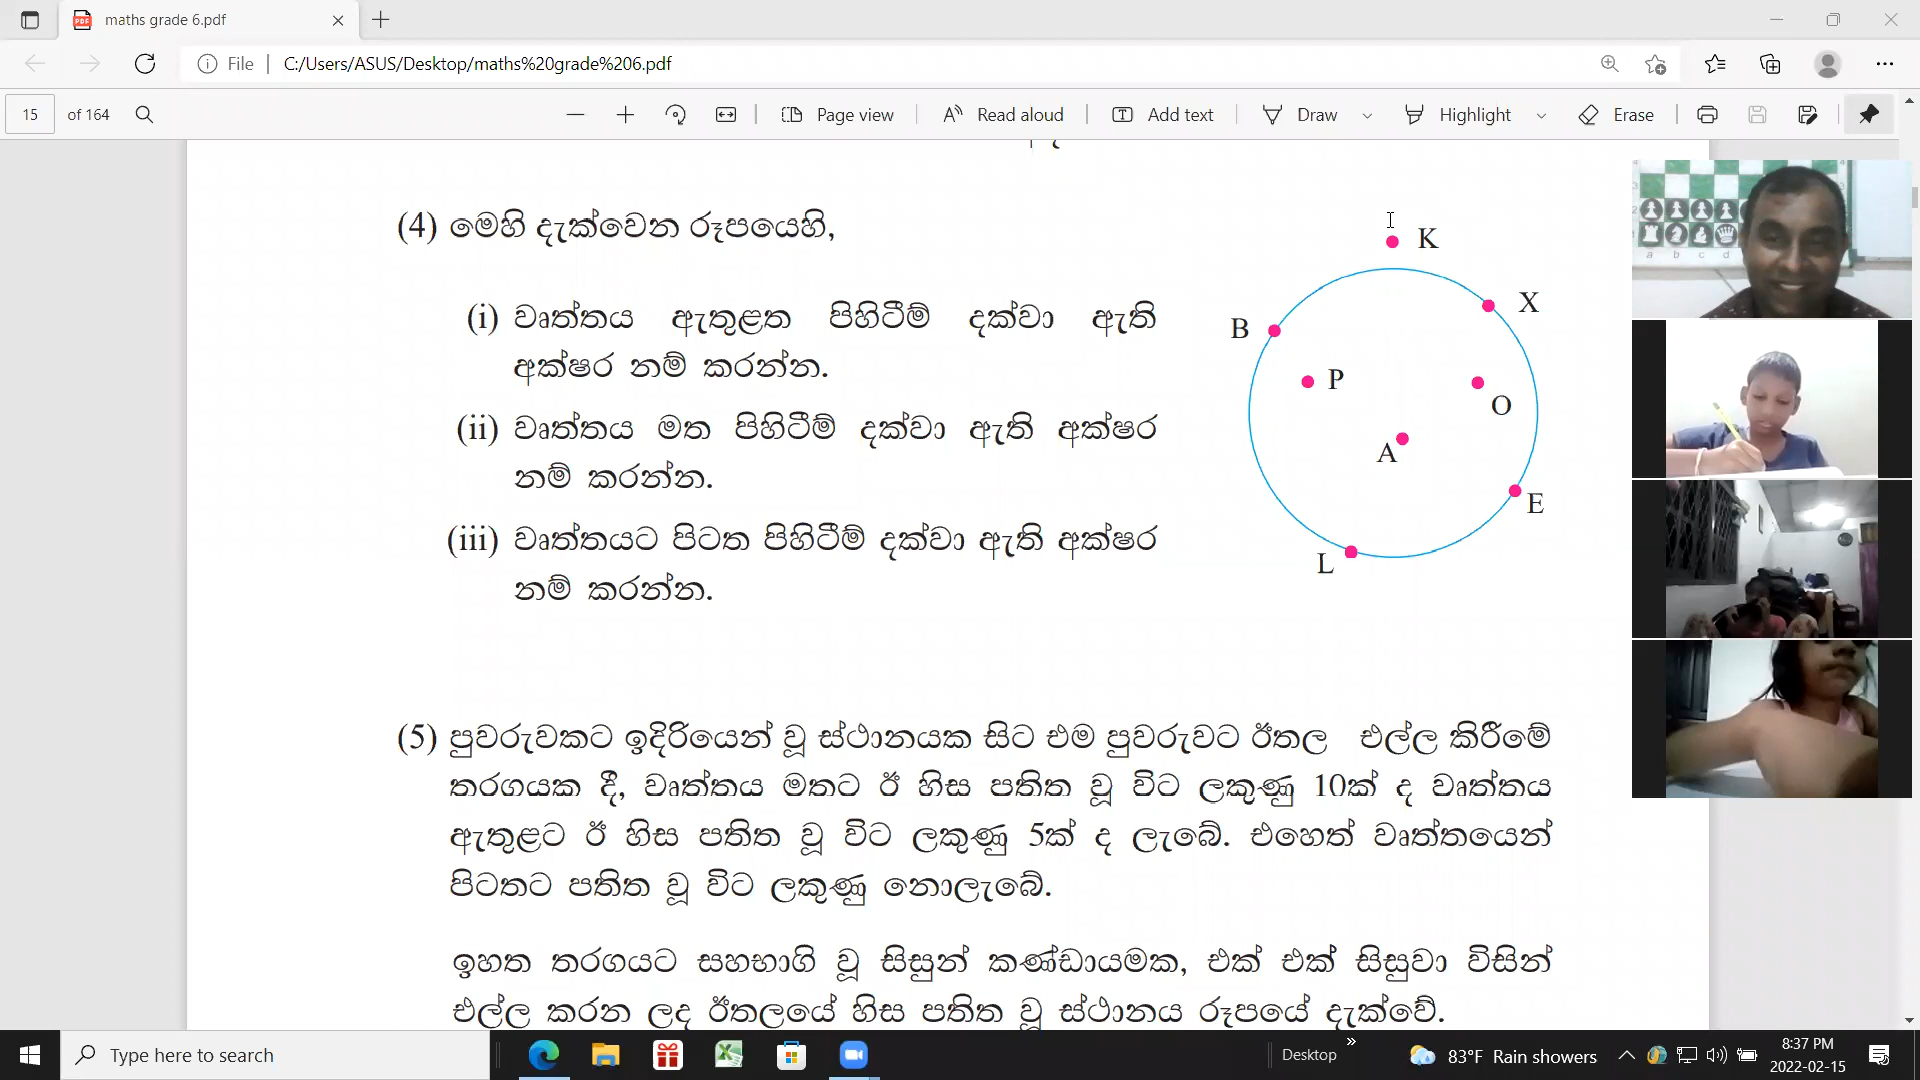 maths grade 6.pdf
File
C:/Users/ASUS/Desktop/maths%20grade%206.pdf
15 of 164
Page view
Read aloud
Add text
Draw
Highlight
Erase
(4) මෙහි දැක්වෙන රූපයෙහි,
(i) වෘත්තය ඇතුළත පිහිටීම් දක්වා ඇති
අක්ෂර නම් කරන්න.
(ii) වෘත්තය මත පිහිටීම් දක්වා ඇති අක්ෂර
නම් කරන්න.
(iii) වෘත්තයට පිටත පිහිටීම් දක්වා ඇති අක්ෂර
නම් කරන්න.
K
X
B
P
O
A
E
L
(5) පුවරුවකට ඉදිරියෙන් වූ ස්ථානයක සිට එම පුවරුවට ඊතල එල්ල කිරීමේ
තරගයක දී, වෘත්තය මතට ඊ හිස පතිත වූ විට ලකුණු 10ක් ද වෘත්තය
ඇතුළට ඊ හිස පතිත වූ විට ලකුණු 5ක් ද ලැබේ. එහෙත් වෘත්තයෙන්
පිටතට පතිත වූ විට ලකුණු නොලැබේ.
ඉහත තරගයට සහභාගි වූ සිසුන් කණ්ඩායමක, එක් එක් සිසුවා විසින්
එල්ල කරන ලද ඊතලයේ හිස පතිත වූ ස්ථානය රූපයේ දැක්වේ.
Type here to search
Desktop
83°F Rain showers
8:37 PM
2022-02-15